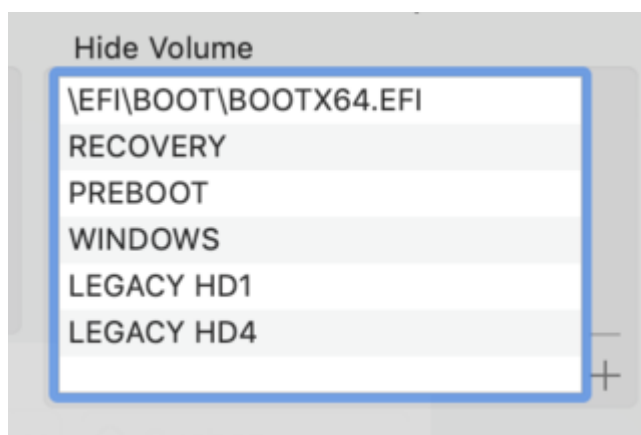 Hide Volume
\EFI\BOOT\BOOTX64.EFI
RECOVERY
PREBOOT
WINDOWS
LEGACY HD1
LEGACY HD4
+